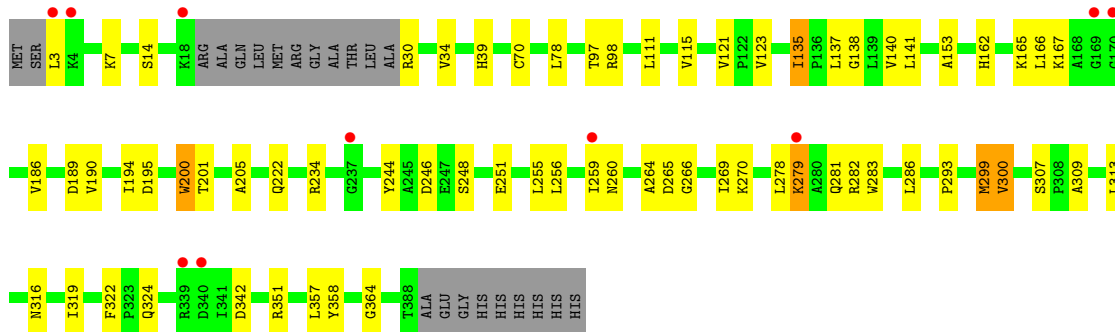 MET SER L3 K4 K7 S14 K18 ARG ALA GLN LEU MET ARG GLY ALA THR LEU ALA R30 V34 H39 C70 L78 T97 R98 L111 V115 V121 P122 V123 I135 P136 L137 G138 L139 V140 L141 A153 H162 K165 L166 K167 A168 G169 G170
V186 D189 V190 I194 D195 W200 T201 A205 Q222 R234 G237 Y244 A245 D246 E247 S248 E251 L255 L256 I259 N260 A264 D265 G266 I269 K270 L278 K279 A280 Q281 R282 W283 L286 P293 M299 V300 S307 P308 A309 L313
N316 I319 F322 P323 Q324 R339 D340 I341 D342 R351 L357 Y358 G364 T388 ALA GLU GLY HIS HIS HIS HIS HIS HIS